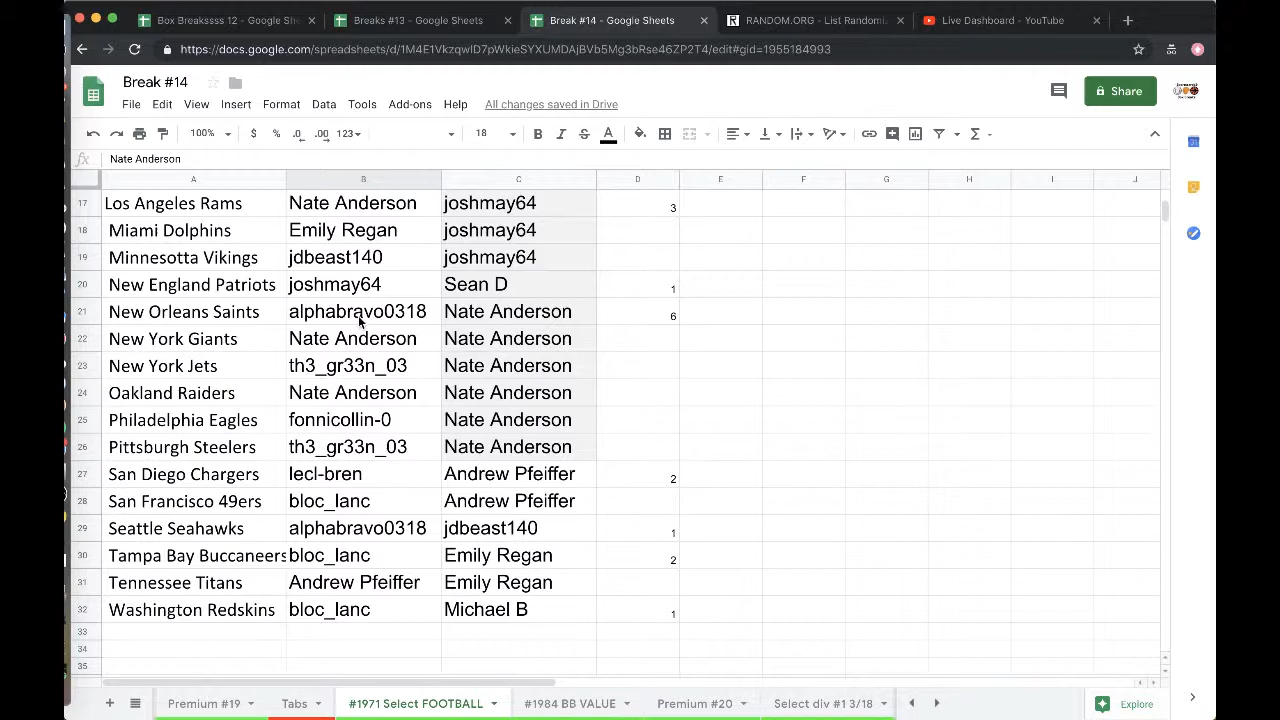 Box Breakssss 12 - Google She
Breaks #13 - Google Sheets
Break #14 - Google Sheets
RANDOM.ORG - List Randomi
Live Dashboard - YouTube
https://docs.google.com/spreadsheets/d/1M4E1VkzqwID7pWkieSYXUMDAjBVb5Mg3bRse46ZP2T4/edit#gid=1955184993
Break #14
File Edit View Insert Format Data Tools Add-ons Help All changes saved in Drive
Share
100% $ % .0 .00 123 18 B I S A
fx Nate Anderson
A B C D E F G H I J
17 Los Angeles Rams Nate Anderson joshmay64 3
18 Miami Dolphins Emily Regan joshmay64
19 Minnesotta Vikings jdbeast140 joshmay64
20 New England Patriots joshmay64 Sean D 1
21 New Orleans Saints alphabravo0318 Nate Anderson 6
22 New York Giants Nate Anderson Nate Anderson
23 New York Jets th3_gr33n_03 Nate Anderson
24 Oakland Raiders Nate Anderson Nate Anderson
25 Philadelphia Eagles fonnicollin-0 Nate Anderson
26 Pittsburgh Steelers th3_gr33n_03 Nate Anderson
27 San Diego Chargers lecl-bren Andrew Pfeiffer 2
28 San Francisco 49ers bloc_lanc Andrew Pfeiffer
29 Seattle Seahawks alphabravo0318 jdbeast140 1
30 Tampa Bay Buccaneers bloc_lanc Emily Regan 2
31 Tennessee Titans Andrew Pfeiffer Emily Regan
32 Washington Redskins bloc_lanc Michael B 1
33
34
35
Premium #19 Tabs #1971 Select FOOTBALL #1984 BB VALUE Premium #20 Select div #1 3/18 Explore